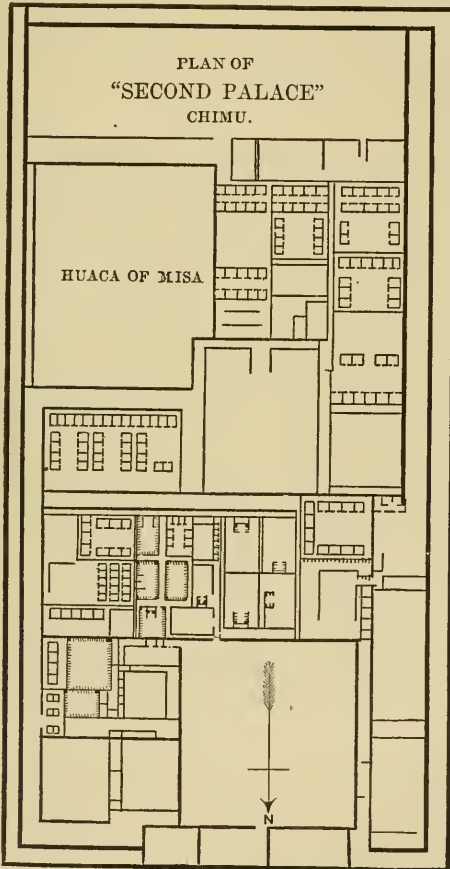 PLAN OF
"SECOND PALACE"
CHIMU.
HUACA OF MISA
N